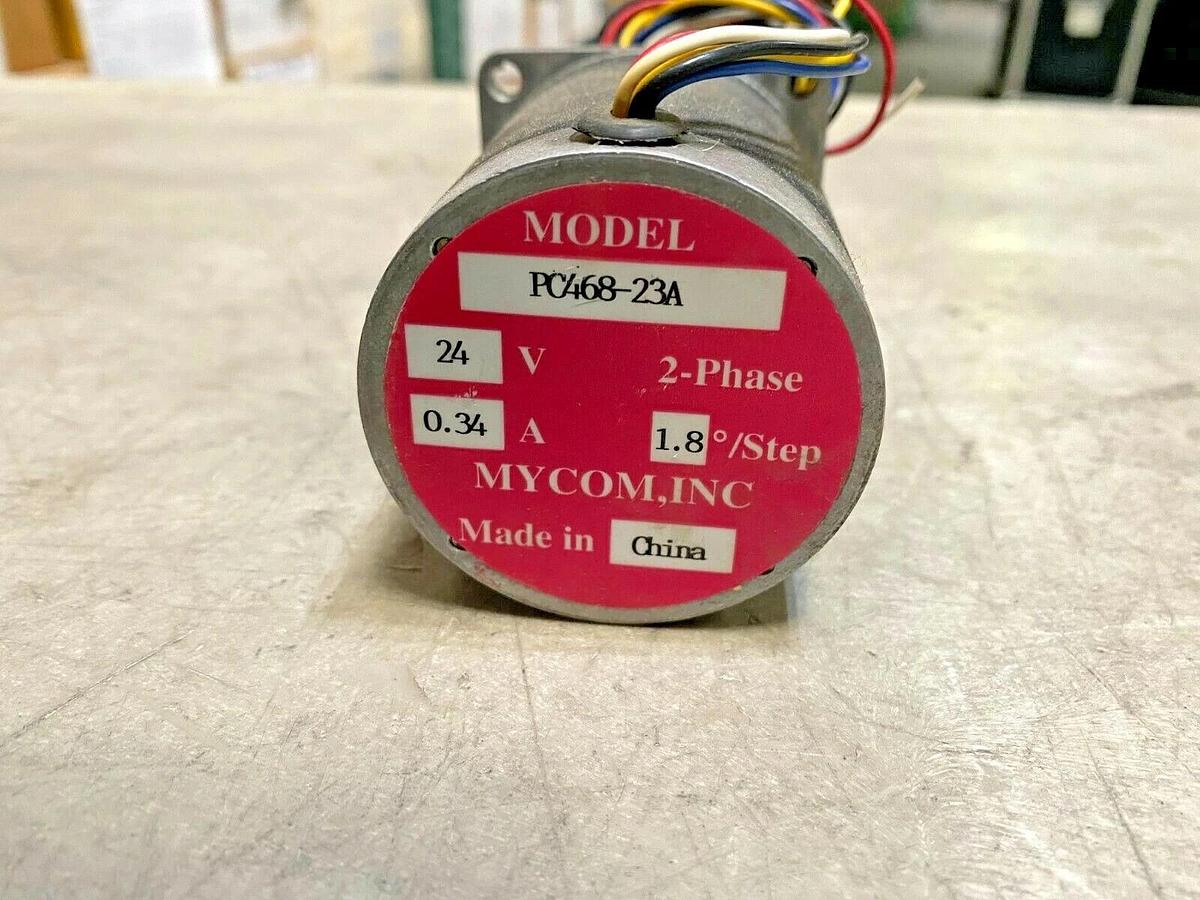 MODEL
PC468-23A
24 V 2-Phase
0.34 A 1.8°/Step
MYCOM,INC
Made in China